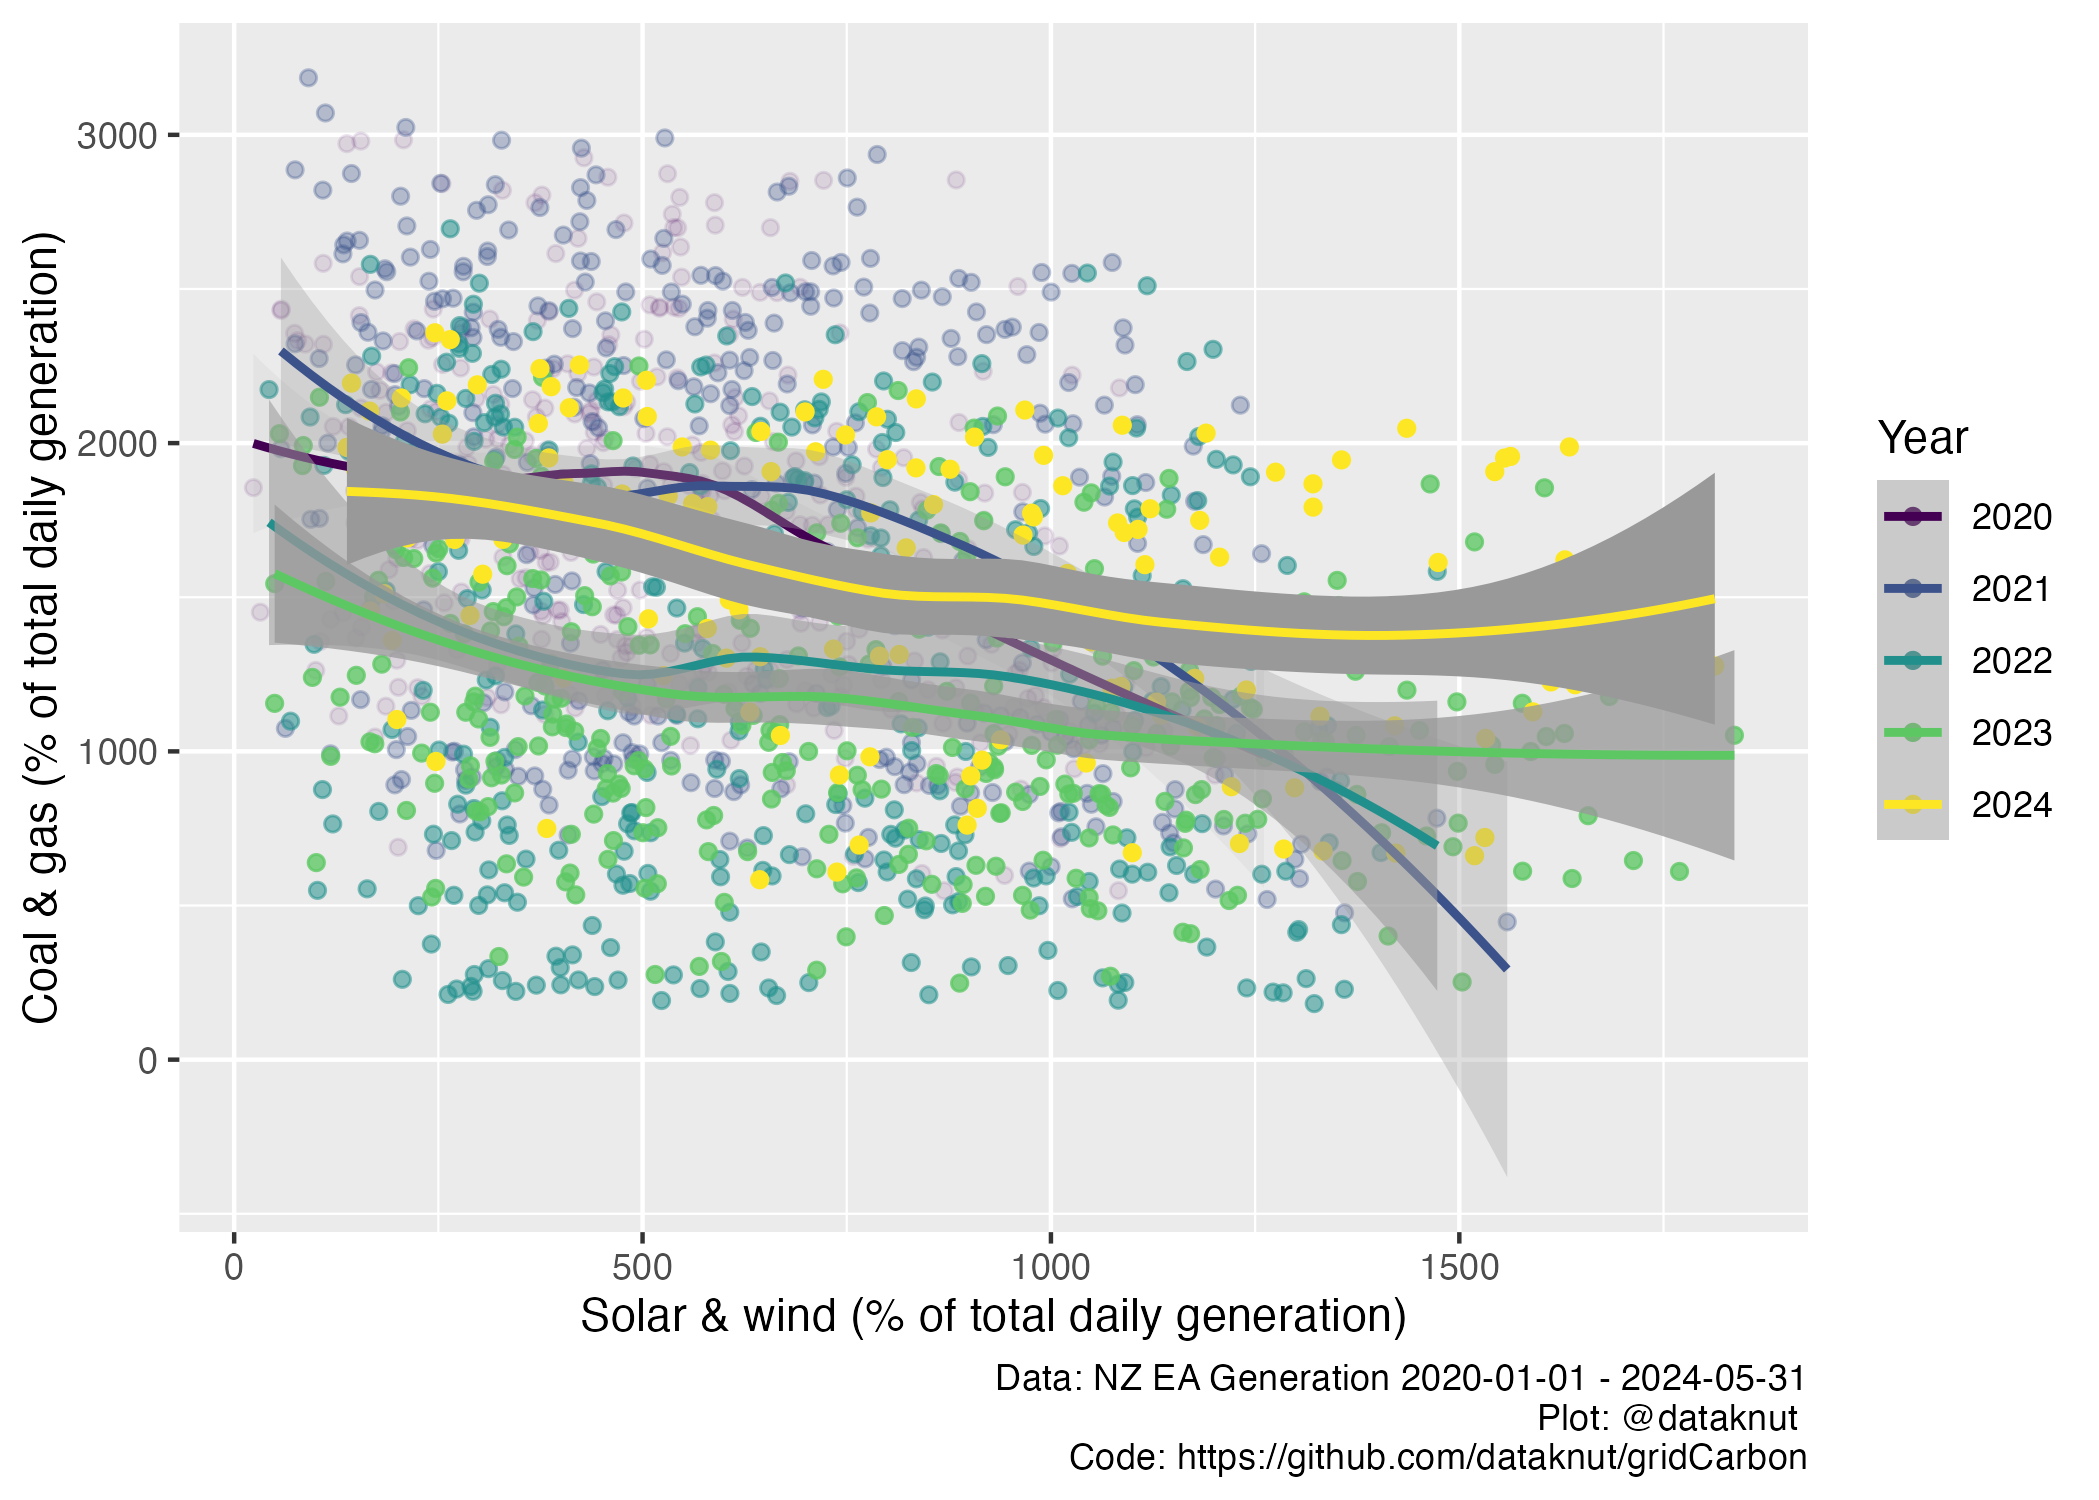 Coal & gas (% of total daily generation)
3000
2000
1000
0
0 500 1000 1500
Solar & wind (% of total daily generation)
Year
2020
2021
2022
2023
2024
Data: NZ EA Generation 2020-01-01 - 2024-05-31
Plot: @dataknut
Code: https://github.com/dataknut/gridCarbon